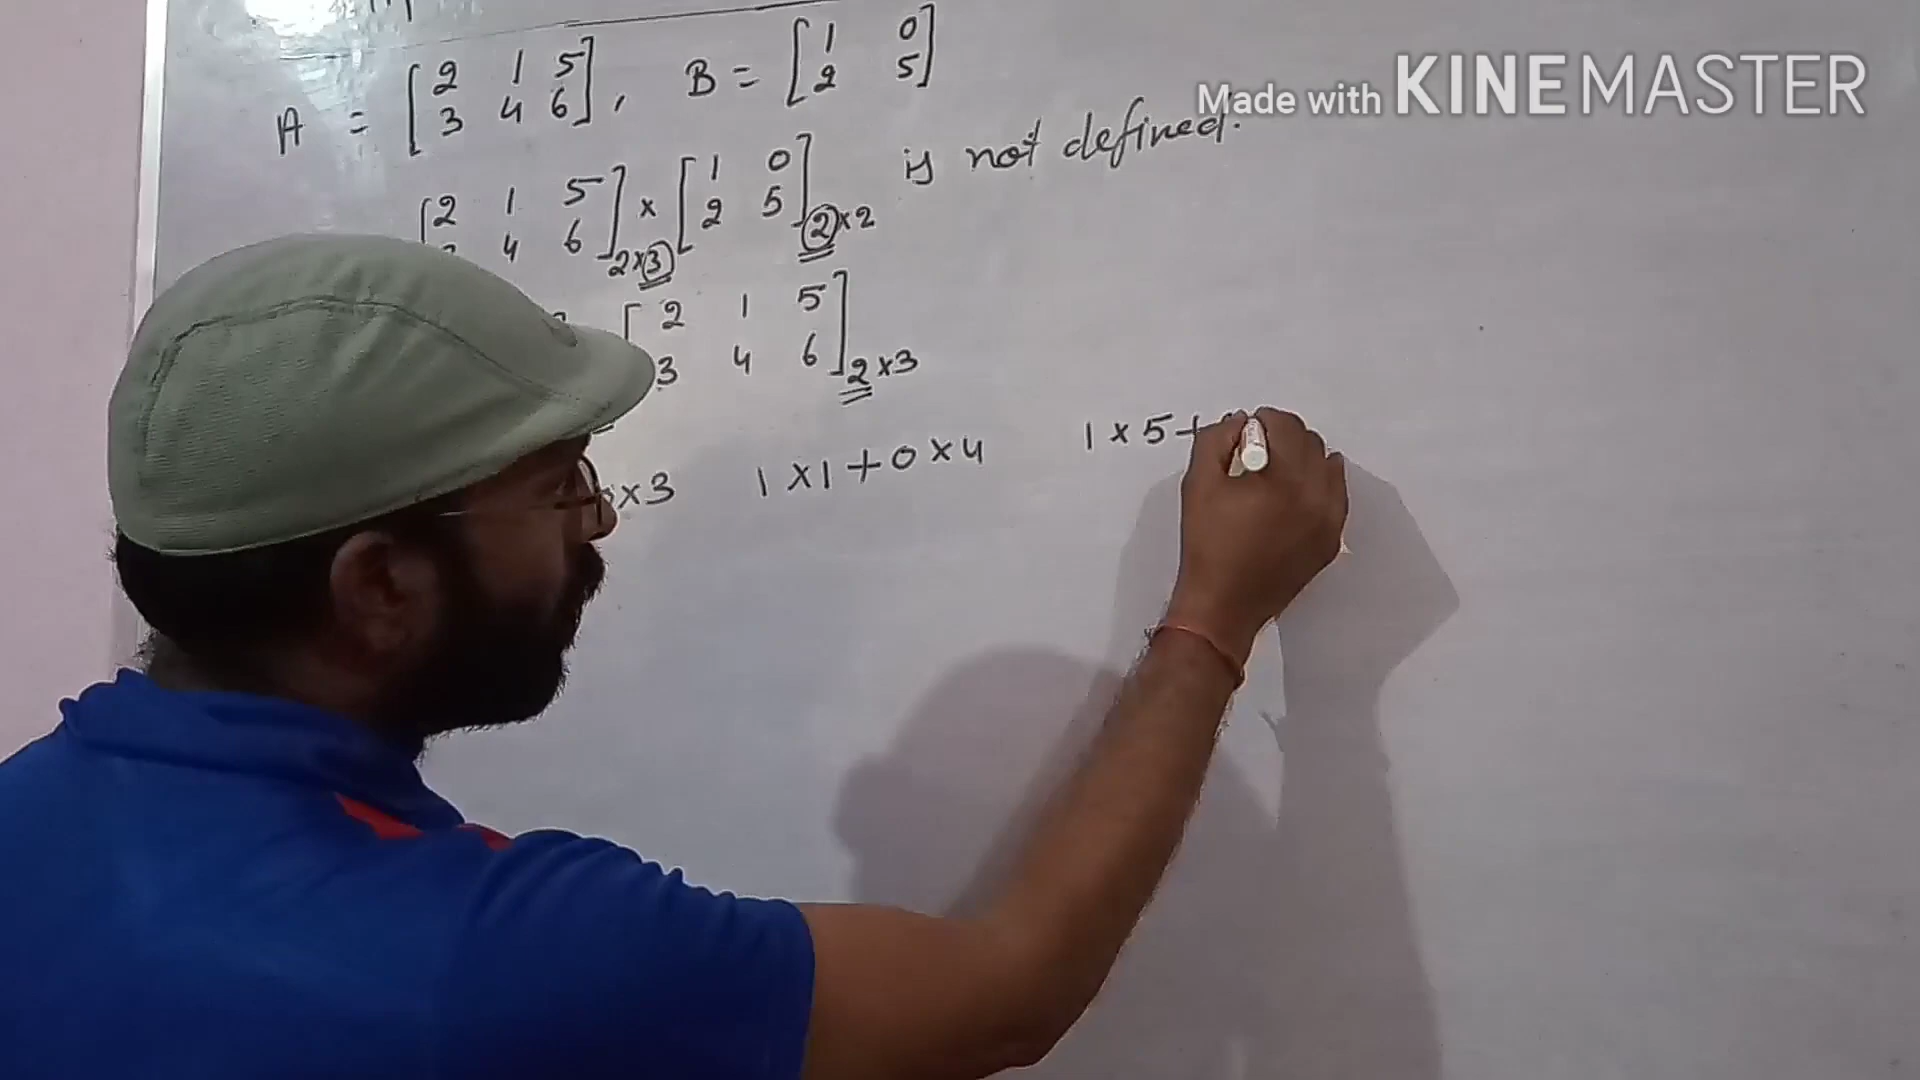 A = [2 1 5
3 4 6], B = [1 0
2 5]
[2 1 5
4 6]2×3 × [1 0
2 5]2×2 is not defined.
[2 1 5
3 4 6]2×3
×3 1×1+0×4 1×5+
Made with KINEMASTER